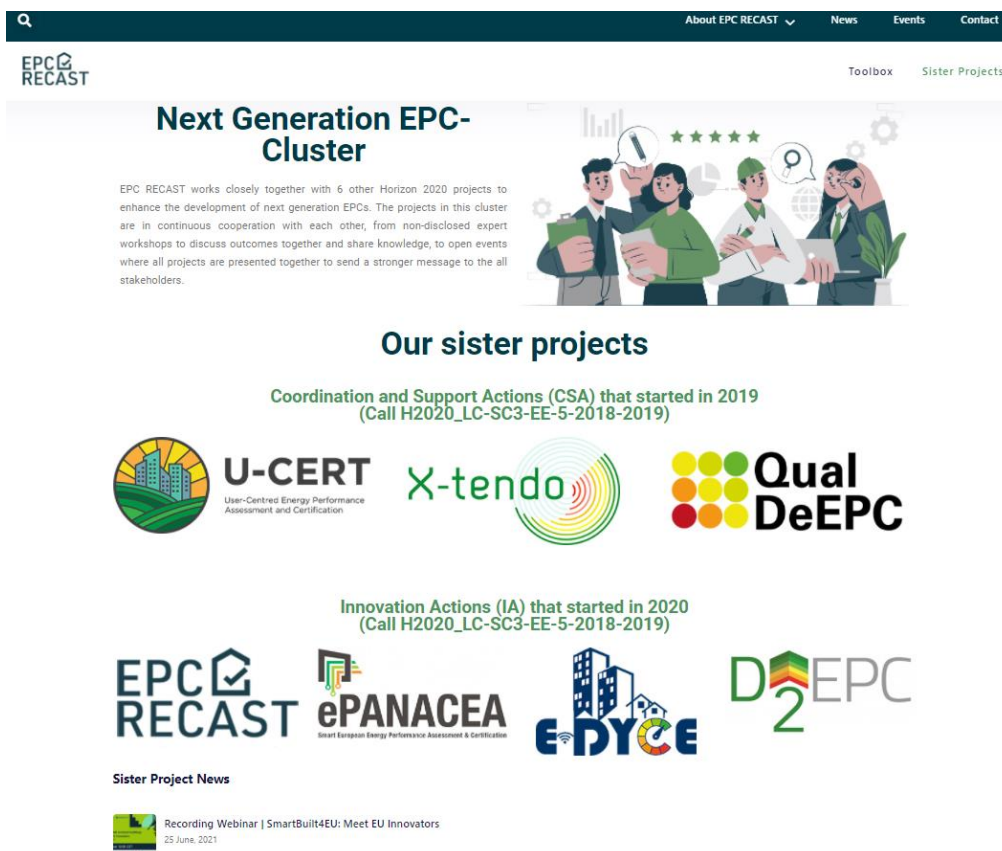 About EPC RECAST
News
Events
Contact
EPC
RECAST
Toolbox
Sister Projects
Next Generation EPC-
Cluster
EPC RECAST works closely together with 6 other Horizon 2020 projects to
enhance the development of next generation EPCs. The projects in this cluster
are in continuous cooperation with each other, from non-disclosed expert
workshops to discuss outcomes together and share knowledge, to open events
where all projects are presented together to send a stronger message to the all
stakeholders.
Our sister projects
Coordination and Support Actions (CSA) that started in 2019
(Call H2020_LC-SC3-EE-5-2018-2019)
U-CERT
User-Centred Energy Performance
Assessment and Certification
X-tendo
Qual
DeEPC
Innovation Actions (IA) that started in 2020
(Call H2020_LC-SC3-EE-5-2018-2019)
EPC
RECAST
ePANACEA
Smart European Energy Performance Assessment & Certification
E-DYCE
D2EPC
Sister Project News
Recording Webinar | SmartBuilt4EU: Meet EU Innovators
25 June, 2021